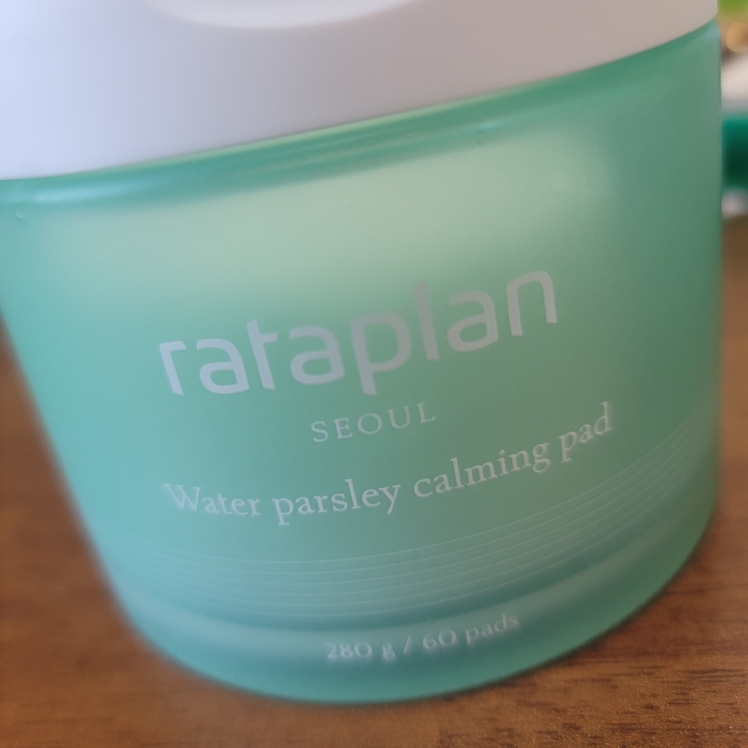 rataplan
SEOUL
Water parsley calming pad
280 g / 60 pads